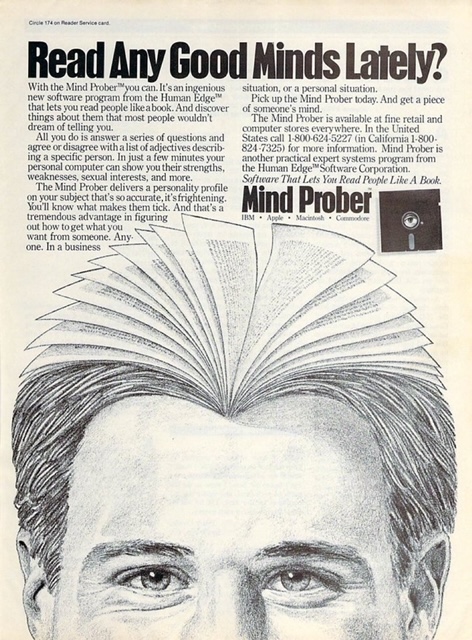 Circle 174 on Reader Service card.
Read Any Good Minds Lately?
With the Mind Prober™ you can. It's an ingenious
new software program from the Human Edge™
that lets you read people like a book. And discover
things about them that most people wouldn't
dream of telling you.
All you do is answer a series of questions and
agree or disagree with a list of adjectives describ-
ing a specific person. In just a few minutes your
personal computer can show you their strengths,
weaknesses, sexual interests, and more.
The Mind Prober delivers a personality profile
on your subject that's so accurate, it's frightening.
You'll know what makes them tick. And that's a
tremendous advantage in figuring
out how to get what you
want from someone. Any-
one. In a business
situation, or a personal situation.
Pick up the Mind Prober today. And get a piece
of someone's mind.
The Mind Prober is available at fine retail and
computer stores everywhere. In the United
States call 1-800-624-5227 (in California 1-800-
824-7325) for more information. Mind Prober is
another practical expert systems program from
the Human Edge™ Software Corporation.
Software That Lets You Read People Like A Book.
Mind Prober
IBM • Apple • Macintosh • Commodore